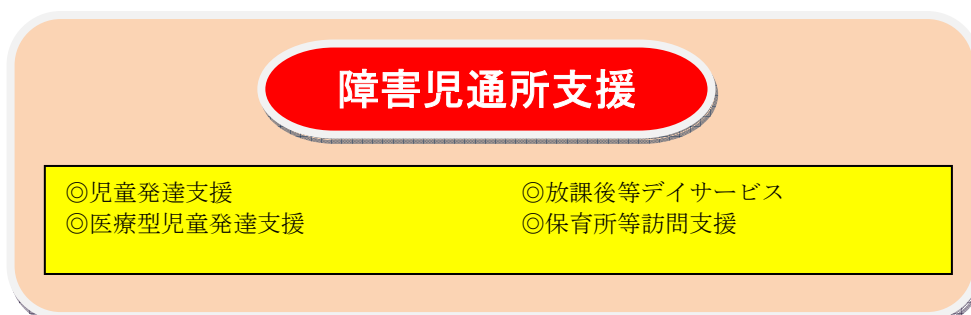 障害児通所支援
◎児童発達支援 ◎放課後等デイサービス
◎医療型児童発達支援 ◎保育所等訪問支援